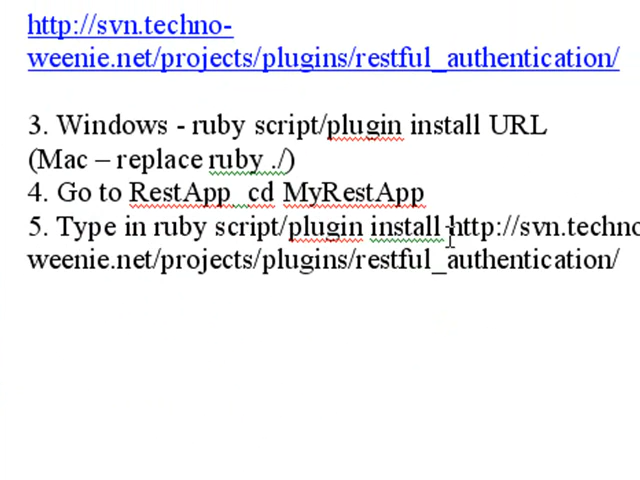 http://svn.techno-
weenie.net/projects/plugins/restful_authentication/
3. Windows - ruby script/plugin install URL
(Mac – replace ruby ./)
4. Go to RestApp  cd MyRestApp
5. Type in ruby script/plugin install http://svn.techno
weenie.net/projects/plugins/restful_authentication/